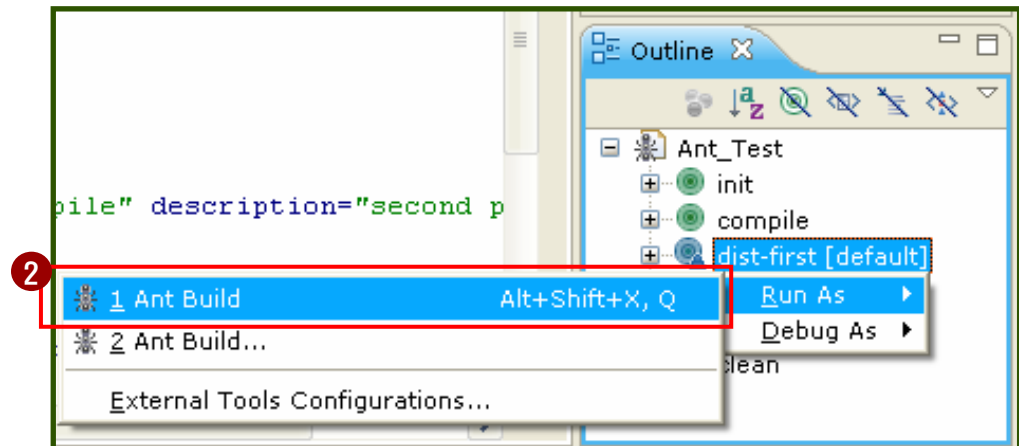 Outline
Ant_Test
init
compile
pile" description="second p
dist-first [default]
2
1 Ant Build Alt+Shift+X, Q
Run As
2 Ant Build...
Debug As
clean
External Tools Configurations...